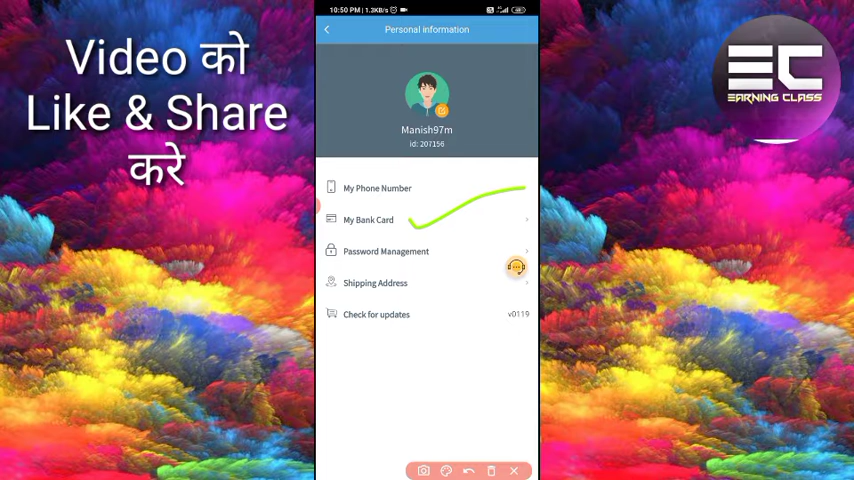 Video को
Like & Share
करे
10:50 PM | 1.3KB/s
Personal information
Manish97m
id: 207156
My Phone Number
My Bank Card
Password Management
Shipping Address
Check for updates
v0119
EC
EARNING CLASS